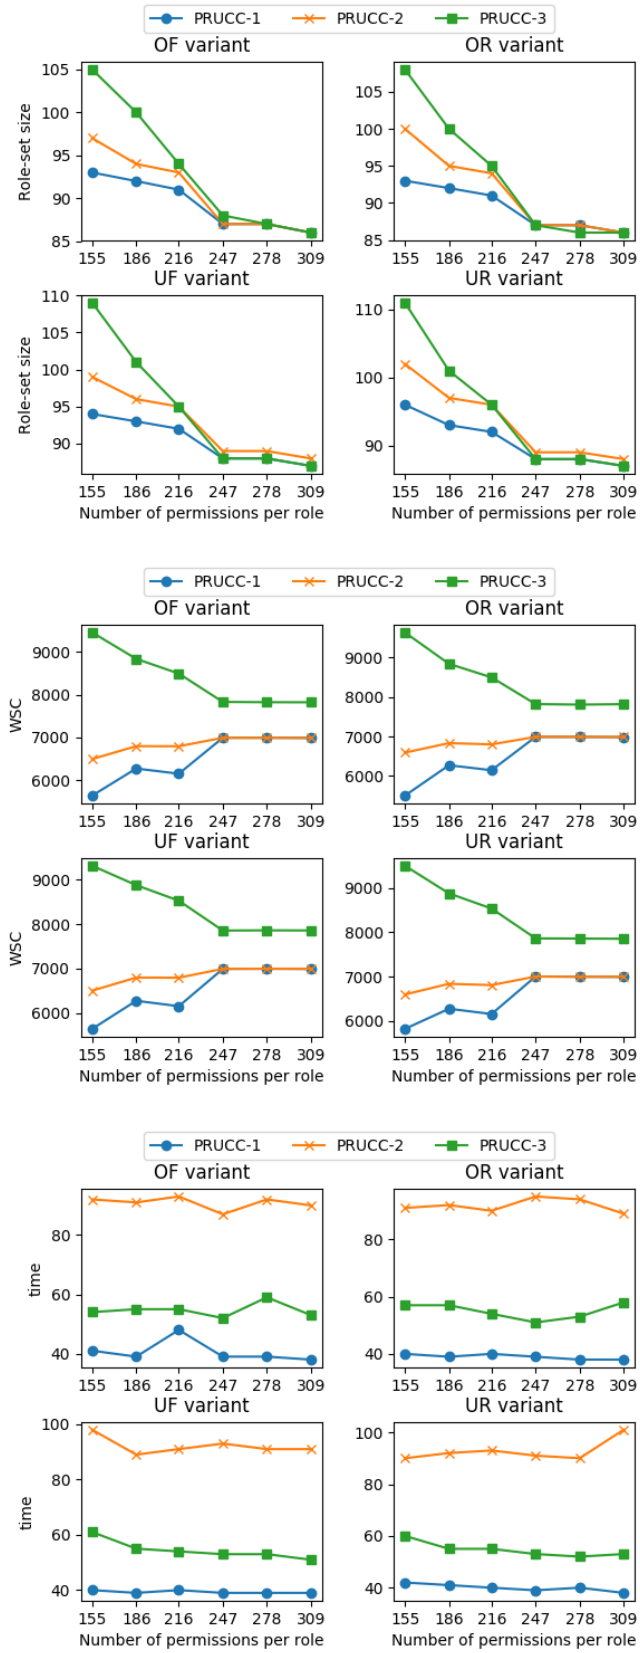 PRUCC-1 PRUCC-2 PRUCC-3
OF variant OR variant
Role-set size
105
100
95
90
85
155 186 216 247 278 309
105
100
95
90
85
155 186 216 247 278 309
UF variant UR variant
Role-set size
110
105
100
95
90
155 186 216 247 278 309
Number of permissions per role
110
100
90
155 186 216 247 278 309
Number of permissions per role
PRUCC-1 PRUCC-2 PRUCC-3
OF variant OR variant
WSC
9000
8000
7000
6000
155 186 216 247 278 309
9000
8000
7000
6000
155 186 216 247 278 309
UF variant UR variant
WSC
9000
8000
7000
6000
155 186 216 247 278 309
Number of permissions per role
9000
8000
7000
6000
155 186 216 247 278 309
Number of permissions per role
PRUCC-1 PRUCC-2 PRUCC-3
OF variant OR variant
time
80
60
40
155 186 216 247 278 309
80
60
40
155 186 216 247 278 309
UF variant UR variant
time
100
80
60
40
155 186 216 247 278 309
Number of permissions per role
100
80
60
40
155 186 216 247 278 309
Number of permissions per role